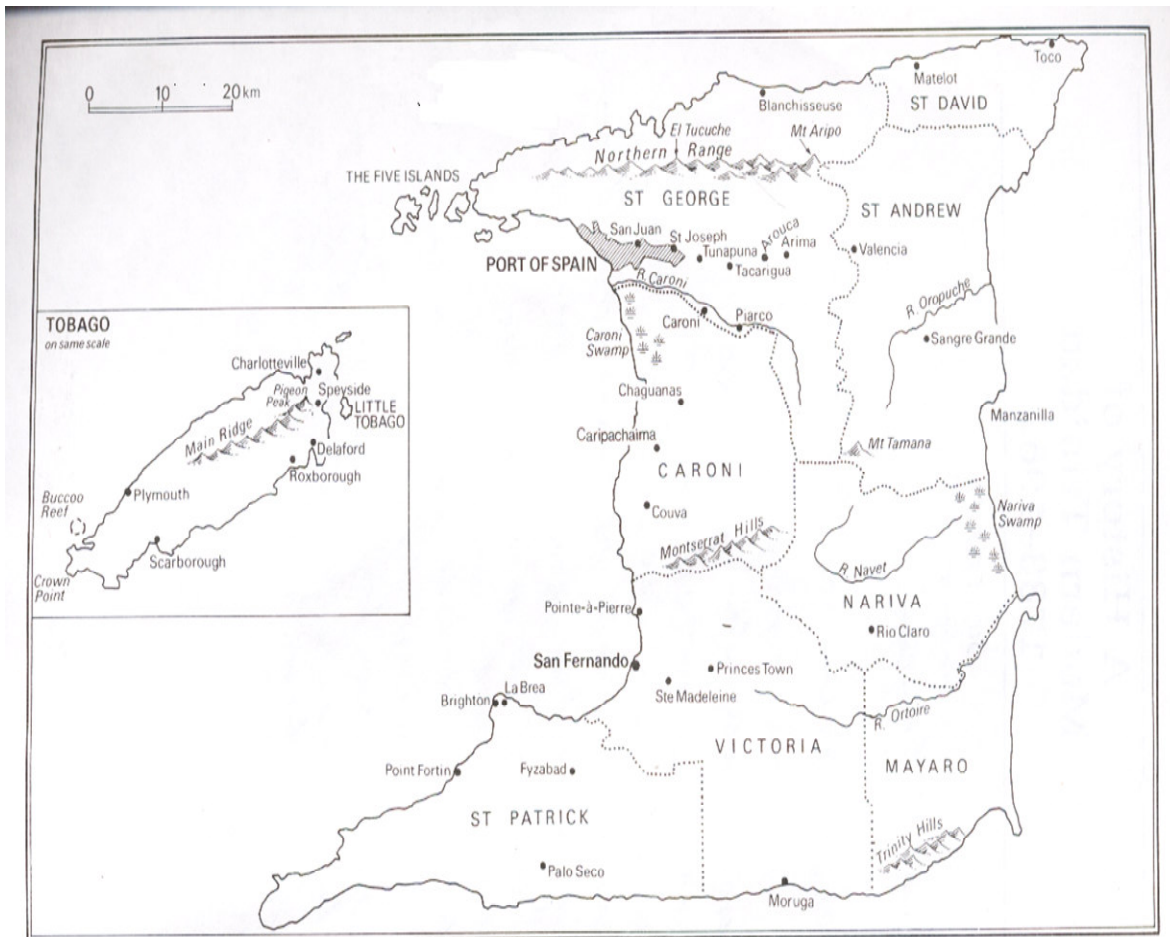 0 10 20 km
Toco
Matelot
ST DAVID
Blanchisseuse
El Tucuche
Mt Aripo
Northern Range
THE FIVE ISLANDS
ST GEORGE
ST ANDREW
San Juan
St Joseph
Tunapuna
Arouca
Arima
Valencia
PORT OF SPAIN
Tacarigua
R. Caroni
R. Oropuche
Caroni
Piarco
Caroni
Swamp
Sangre Grande
Chaguanas
Manzanilla
Caripachaima
Mt Tamana
CARONI
Couva
Nariva
Swamp
Montserrat Hills
R. Navet
NARIVA
Pointe-à-Pierre
Rio Claro
San Fernando
Princes Town
Ste Madeleine
La Brea
Brighton
R. Ortoire
VICTORIA
MAYARO
Point Fortin
Fyzabad
ST PATRICK
Trinity Hills
Palo Seco
Moruga
TOBAGO
on same scale
Charlotteville
Pigeon
Peak
Speyside
LITTLE
TOBAGO
Main Ridge
Delaford
Roxborough
Buccoo
Reef
Plymouth
Scarborough
Crown
Point